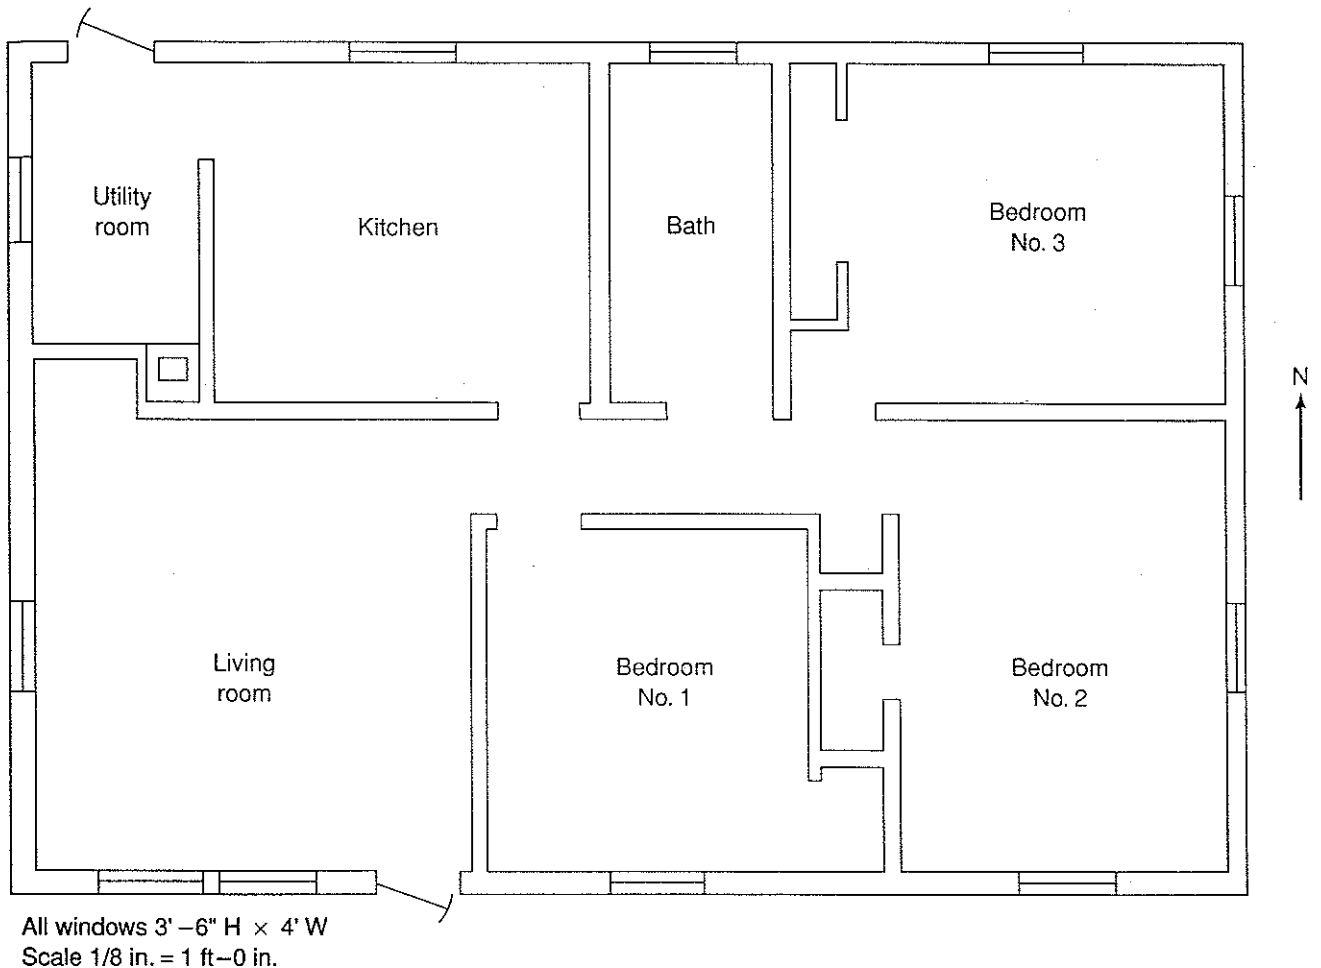 Utility
room
Kitchen
Bath
Bedroom
No. 3
N
Living
room
Bedroom
No. 1
Bedroom
No. 2
All windows 3' –6" H × 4' W
Scale 1/8 in. = 1 ft–0 in.